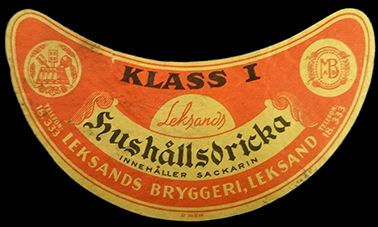 KLASS I
Leksands
Hushållsdricka
INNEHÅLLER SACKARIN
LEKSANDS BRYGGERI, LEKSAND
TELEFON
18,333
TELEFON
18,333
MB